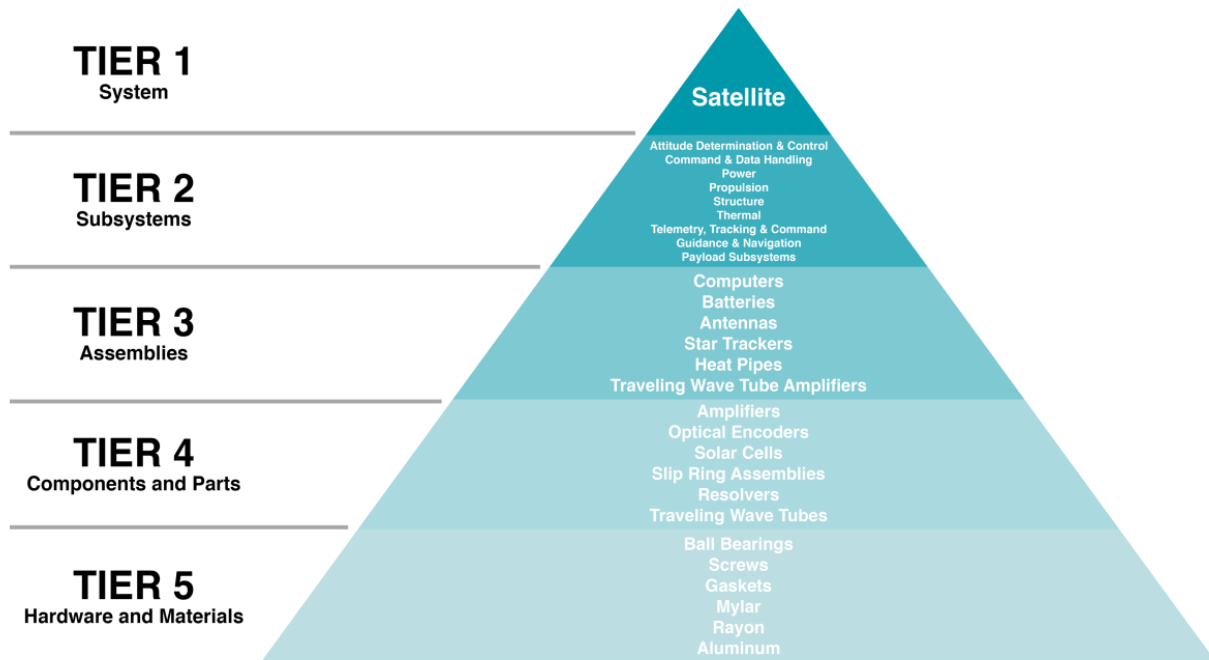 TIER 1
System
Satellite
TIER 2
Subsystems
Attitude Determination & Control
Command & Data Handling
Power
Propulsion
Structure
Thermal
Telemetry, Tracking & Command
Guidance & Navigation
Payload Subsystems
TIER 3
Assemblies
Computers
Batteries
Antennas
Star Trackers
Heat Pipes
Traveling Wave Tube Amplifiers
TIER 4
Components and Parts
Amplifiers
Optical Encoders
Solar Cells
Slip Ring Assemblies
Resolvers
Traveling Wave Tubes
TIER 5
Hardware and Materials
Ball Bearings
Screws
Gaskets
Mylar
Rayon
Aluminum